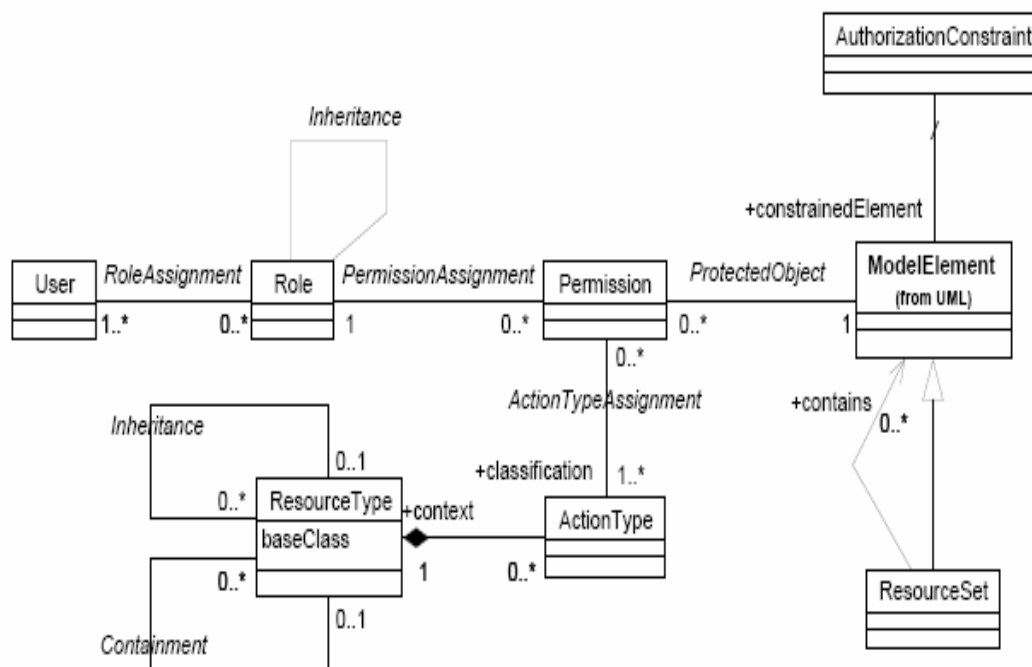 AuthorizationConstraint
Inheritance
+constrainedElement
User
RoleAssignment
Role
PermissionAssignment
Permission
ProtectedObject
ModelElement
(from UML)
1..*
0..*
1
0..*
0..*
1
0..*
ActionTypeAssignment
+contains
0..*
Inheritance
0..1
+classification
1..*
0..*
ResourceType
+context
ActionType
baseClass
0..*
1
0..*
ResourceSet
0..1
Containment